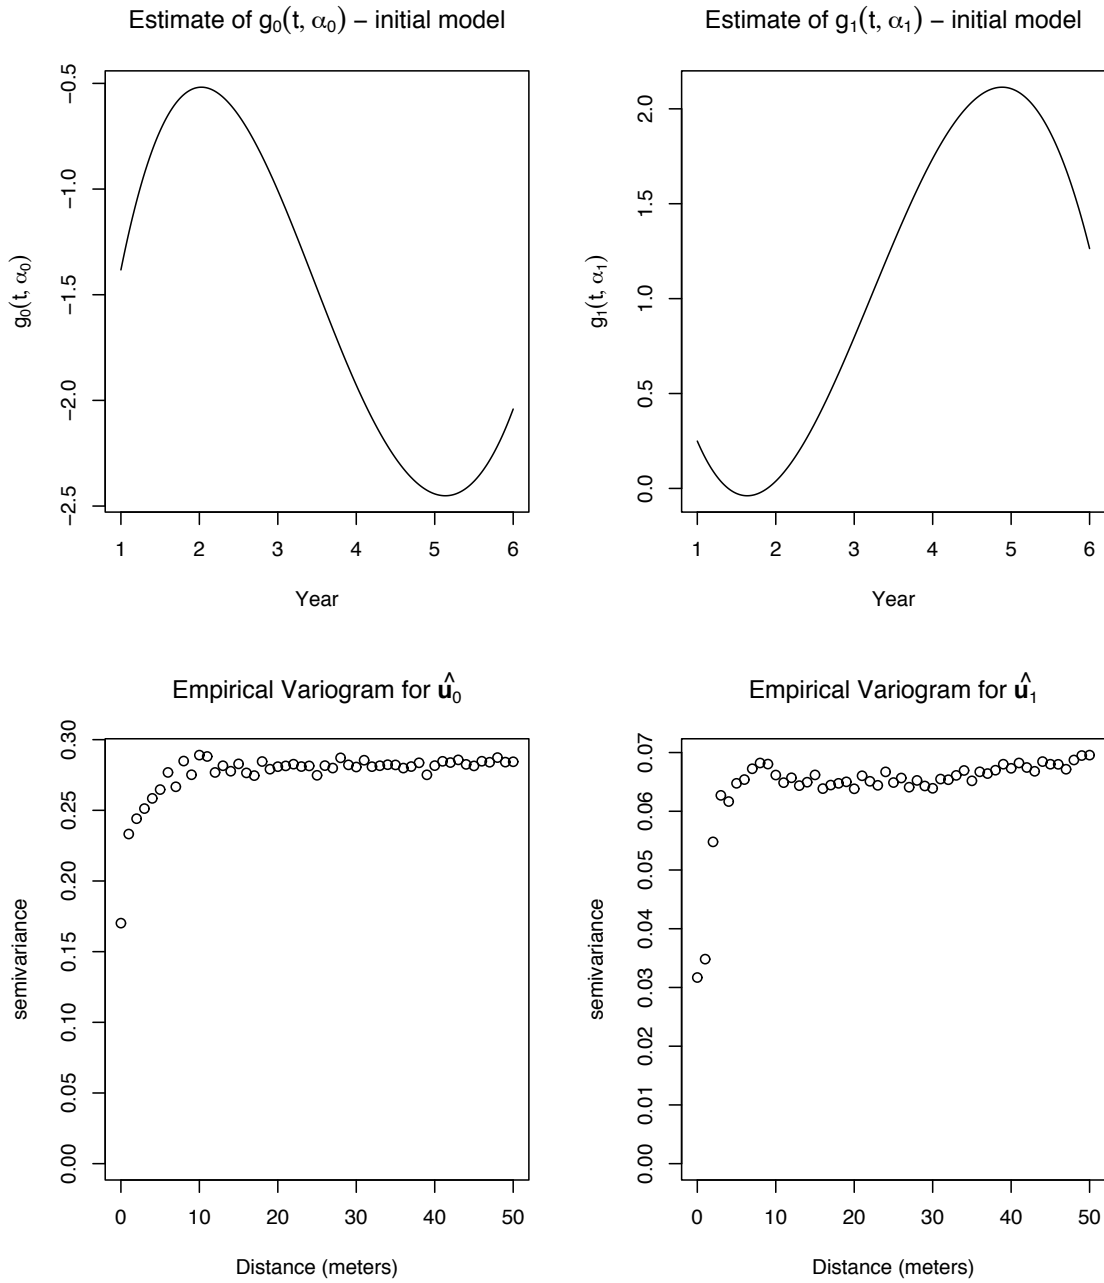 Estimate of g₀(t, α₀) − initial model
−0.5
−1.0
−1.5
−2.0
−2.5
g₀(t, α₀)
1 2 3 4 5 6
Year
Estimate of g₁(t, α₁) − initial model
2.0
1.5
1.0
0.5
0.0
g₁(t, α₁)
1 2 3 4 5 6
Year
Empirical Variogram for û₀
0.30
0.25
0.20
0.15
0.10
0.05
0.00
semivariance
0 10 20 30 40 50
Distance (meters)
Empirical Variogram for û₁
0.07
0.06
0.05
0.04
0.03
0.02
0.01
0.00
semivariance
0 10 20 30 40 50
Distance (meters)